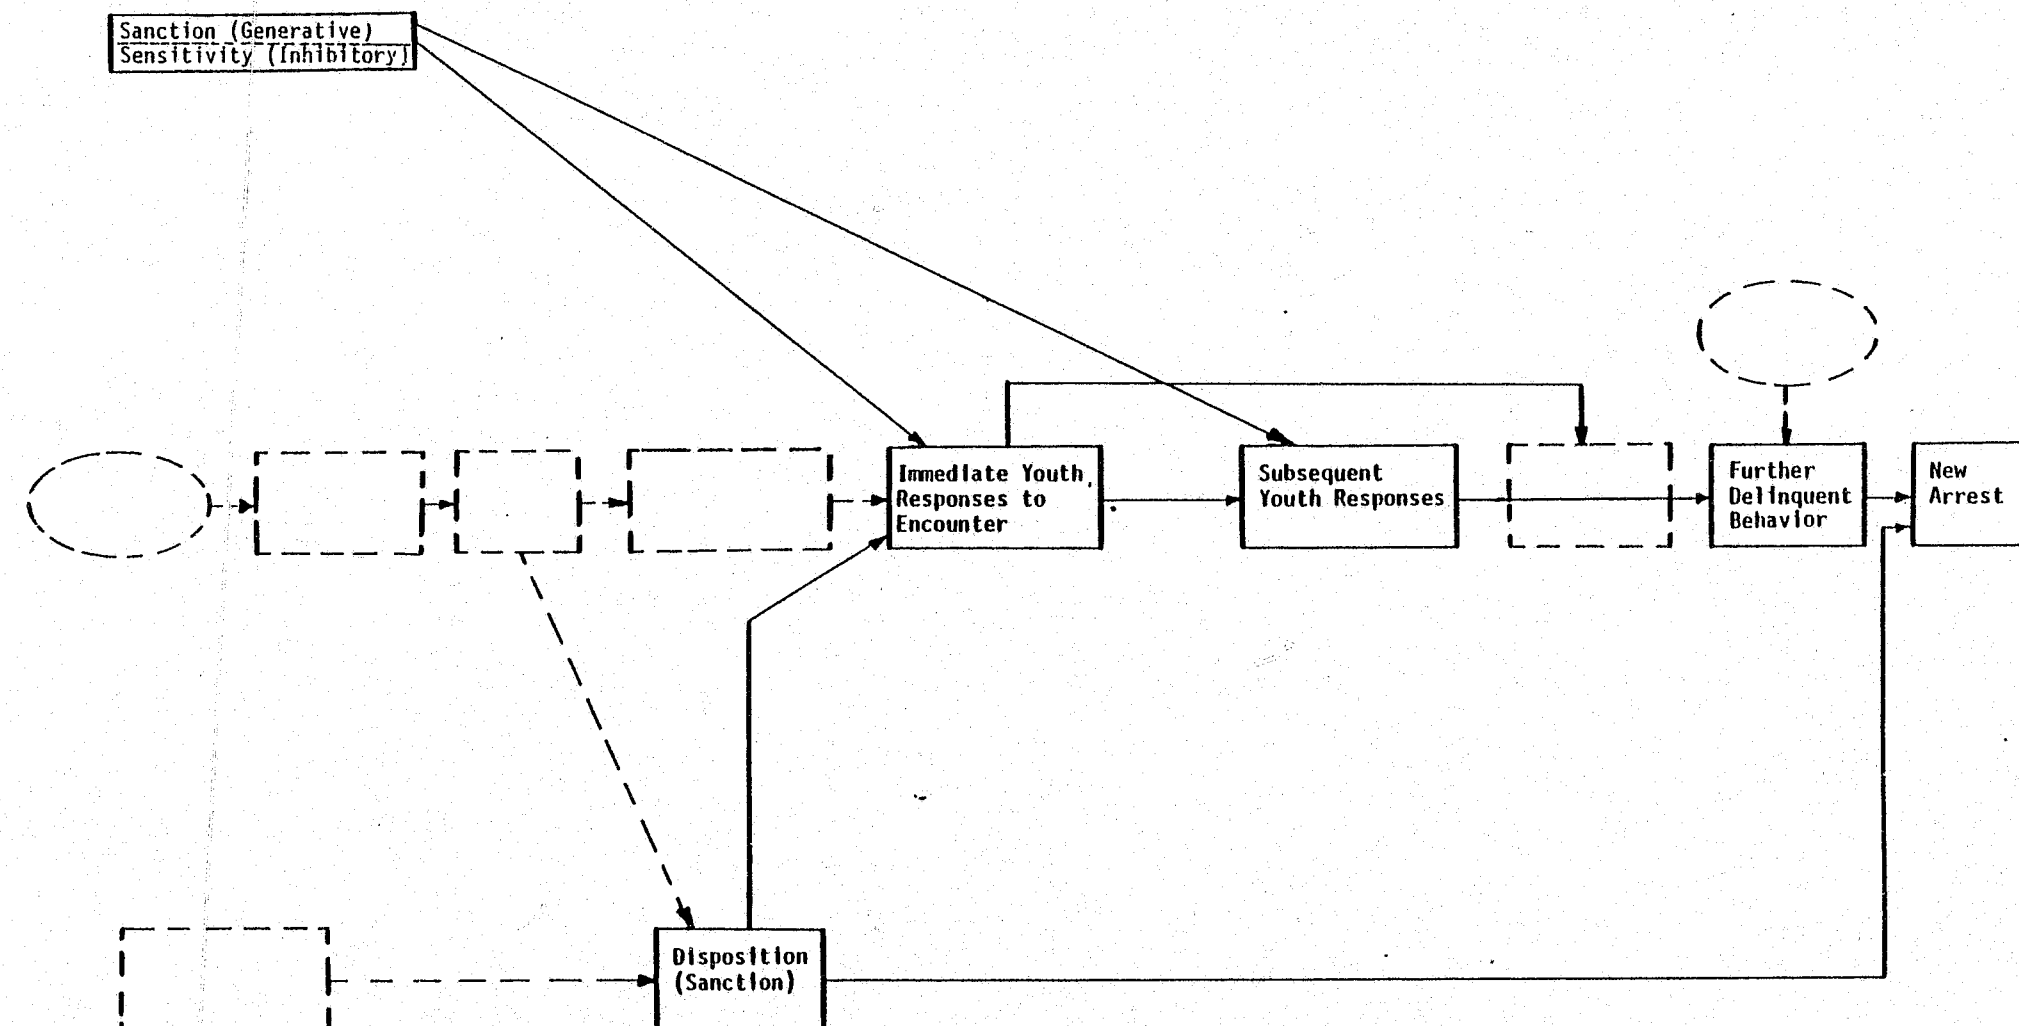 Sanction (Generative)
Sensitivity (Inhibitory)
Immediate Youth
Responses to
Encounter
Subsequent
Youth Responses
Further
Delinquent
Behavior
New
Arrest
Disposition
(Sanction)